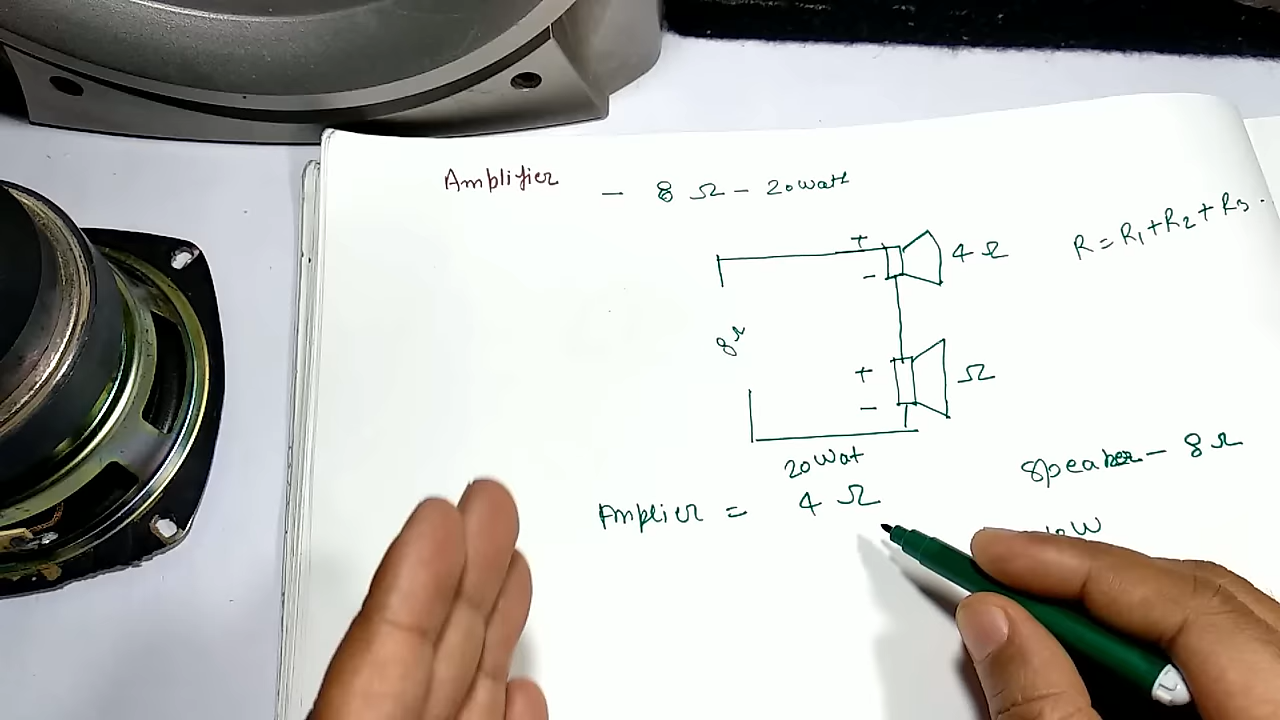 Amplifier - 8 Ω - 20watt
R = R1 + R2 + R3
+
4 Ω
-
8Ω
+
Ω
-
20Wat
Speaker - 8 Ω
Amplier = 4 Ω